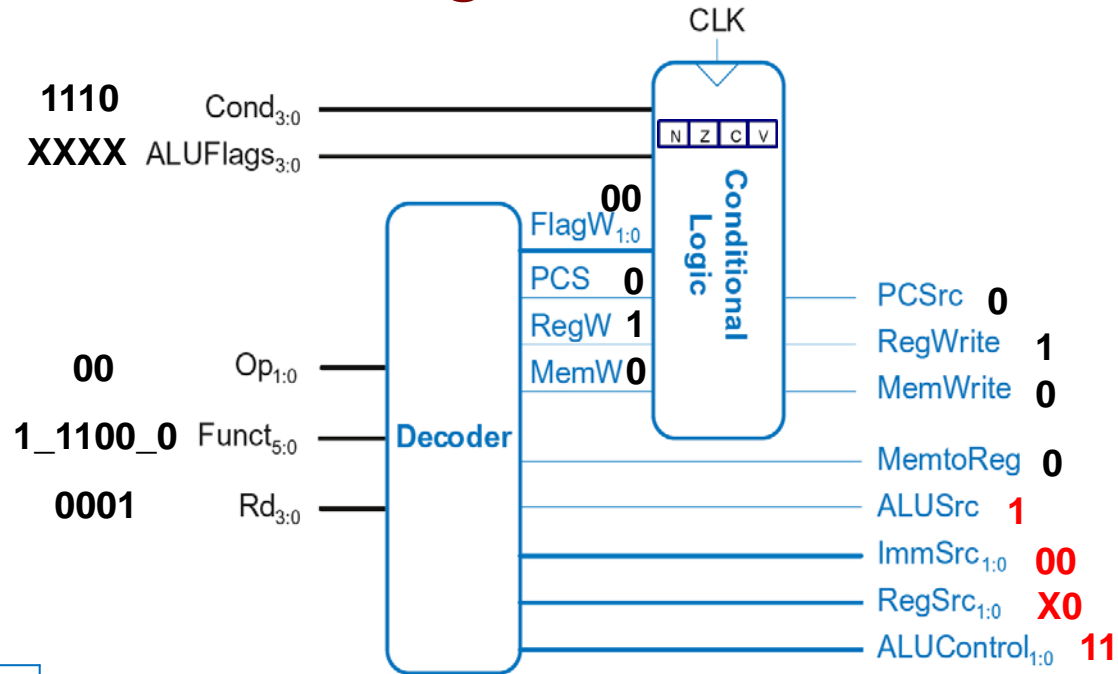 CLK
1110 Cond3:0
N Z C V
XXXX ALUFlags3:0
Conditional
Logic
00
FlagW1:0
PCS 0
PCSrc 0
RegW 1
RegWrite 1
00 Op1:0
MemW 0
MemWrite 0
1_1100_0 Funct5:0
Decoder
MemtoReg 0
0001 Rd3:0
ALUSrc 1
ImmSrc1:0 00
RegSrc1:0 X0
ALUControl1:0 11